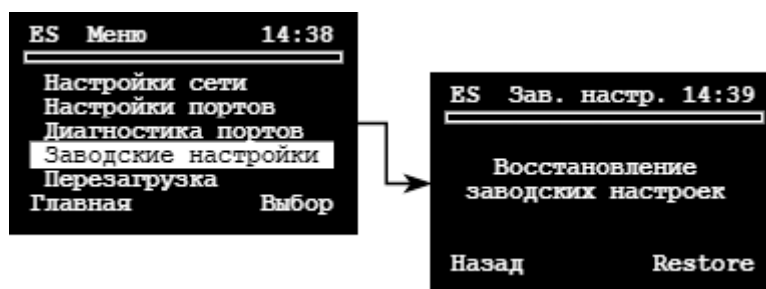 ES Меню 14:38
Настройки сети
Настройки портов
Диагностика портов
Заводские настройки
Перезагрузка
Главная Выбор
ES Зав. настр. 14:39
Восстановление
заводских настроек
Назад Restore